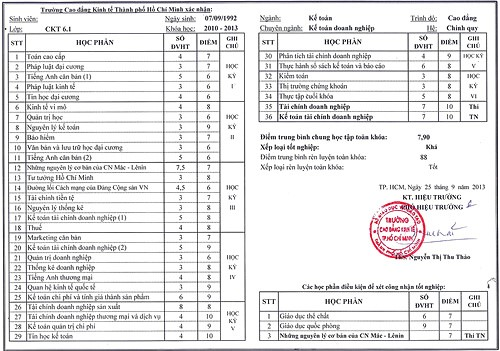 Trường Cao đẳng Kinh tế Thành phố Hồ Chí Minh xác nhận:
Sinh viên: Ngày sinh: 07/09/1992
Lớp: CKT 6.1 Khóa học: 2010 - 2013
Ngành: Kế toán Trình độ: Cao đẳng
Chuyên ngành: Kế toán doanh nghiệp Hệ: Chính quy
STT HỌC PHẦN SỐ ĐVHT ĐIỂM GHI CHÚ
1 Toán cao cấp 4 7
2 Pháp luật đại cương 3 7 HỌC
3 Tiếng Anh căn bản (1) 5 6 KỲ
4 Pháp luật kinh tế 3 6 I
5 Tin học đại cương 4 6
6 Kinh tế vi mô 4 8
7 Quản trị học 3 6 HỌC
8 Nguyên lý kế toán 4 9 KỲ
9 Bảo hiểm 3 7 II
10 Văn bản và lưu trữ học đại cương 3 7
11 Tiếng Anh căn bản (2) 5 6
12 Những nguyên lý cơ bản của CN Mác - Lênin 7,5 7
13 Tư tưởng Hồ Chí Minh 3 6
14 Đường lối Cách mạng của Đảng Cộng sản VN 4,5 6 HỌC
15 Tài chính tiền tệ 3 7 KỲ
16 Nguyên lý thống kê 3 8 III
17 Kế toán tài chính doanh nghiệp (1) 5 8
18 Thuế 4 8
19 Marketing căn bản 3 7
20 Kế toán tài chính doanh nghiệp (2) 5 9
21 Quản trị doanh nghiệp 3 6 HỌC
22 Thống kê doanh nghiệp 3 8 KỲ
23 Tiếng Anh thương mại 4 8 IV
24 Quan hệ kinh tế quốc tế 3 9
25 Kế toán chi phí và tính giá thành sản phẩm 6 9
26 Tài chính doanh nghiệp sản xuất 8 8
27 Tài chính doanh nghiệp thương mại và dịch vụ 4 10 HỌC
28 Kế toán quản trị chi phí 4 9 KỲ
29 Tin học kế toán 4 10 V
30 Phân tích tài chính doanh nghiệp 4 9 HỌC KỲ
31 Thực hành sổ sách kế toán và báo cáo 6 8 V
32 Kiểm toán 3 8 HỌC
33 Thị trường chứng khoán 3 8 KỲ
34 Thực tập cuối khóa 5 8 VI
35 Tài chính doanh nghiệp 7 10 Thi
36 Kế toán tài chính doanh nghiệp 7 10 TN
Điểm trung bình chung học tập toàn khóa: 7,90
Xếp loại tốt nghiệp: Khá
Điểm trung bình rèn luyện toàn khóa: 88
Xếp loại rèn luyện toàn khóa: Tốt
TP. HCM, Ngày 25 tháng 9 năm 2013
KT. HIỆU TRƯỞNG
PHÓ HIỆU TRƯỞNG
TRƯỜNG
CAO ĐẲNG KINH TẾ
TP.HỒ CHÍ MINH
ThS. Nguyễn Thị Thu Thảo
Các học phần điều kiện để xét công nhận tốt nghiệp:
STT HỌC PHẦN SỐ ĐVHT ĐIỂM GHI CHÚ
1 Giáo dục thể chất 6 7
2 Giáo dục quốc phòng 9 7
3 Những nguyên lý cơ bản của CN Mác - Lênin 7 Thi TN